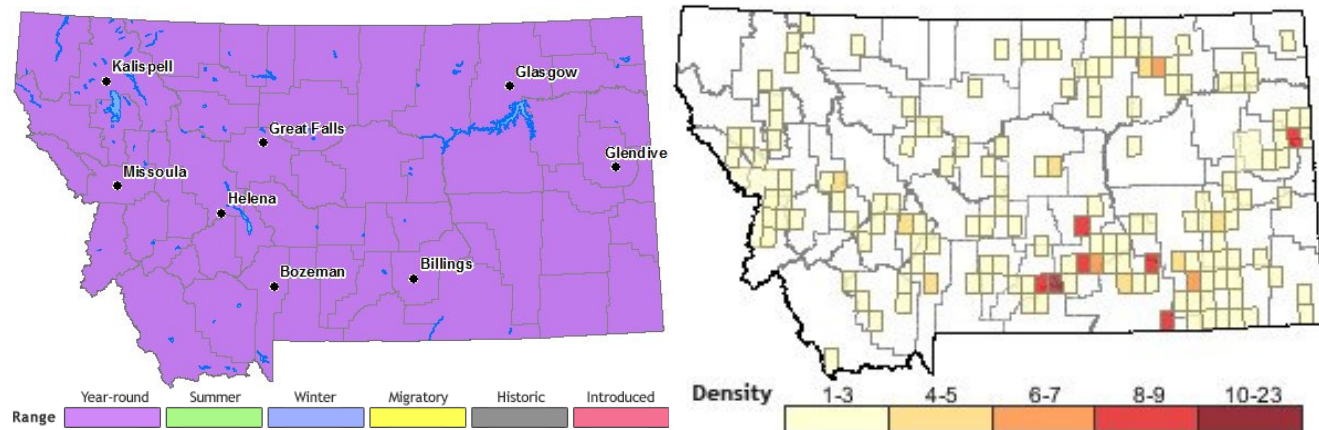 Kalispell
Glasgow
Great Falls
Glendive
Missoula
Helena
Bozeman
Billings
Range Year-round Summer Winter Migratory Historic Introduced
Density 1-3 4-5 6-7 8-9 10-23